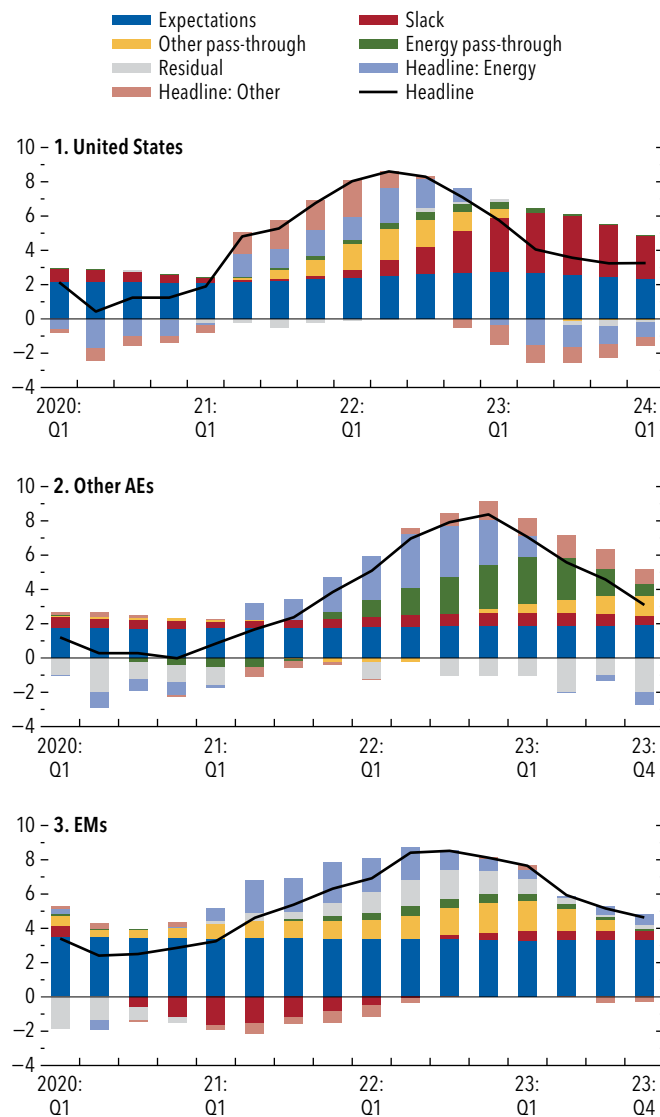 Expectations
Slack
Other pass-through
Energy pass-through
Residual
Headline: Energy
Headline: Other
Headline
1. United States
10
8
6
4
2
0
−2
−4
2020: 21: 22: 23: 24:
Q1 Q1 Q1 Q1 Q1
2. Other AEs
10
8
6
4
2
0
−2
−4
2020: 21: 22: 23: 23:
Q1 Q1 Q1 Q1 Q4
3. EMs
10
8
6
4
2
0
−2
−4
2020: 21: 22: 23: 23:
Q1 Q1 Q1 Q1 Q4